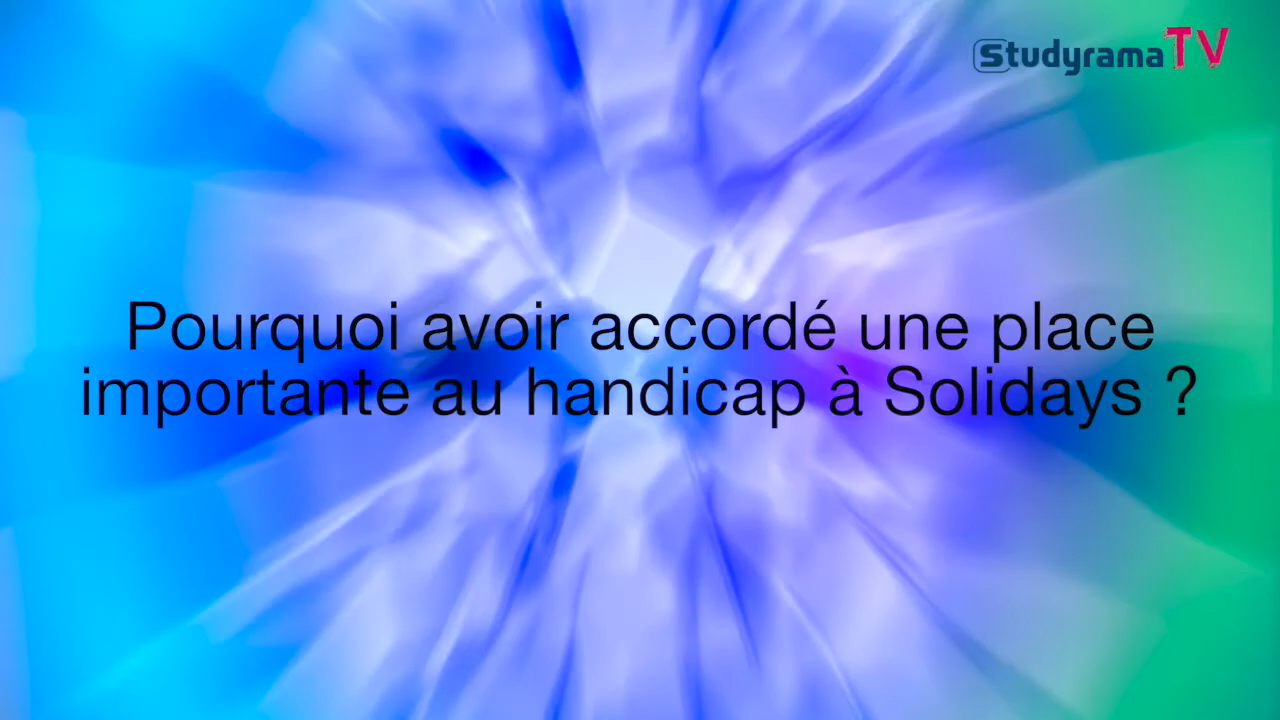 StudyramaTV
Pourquoi avoir accordé une place
importante au handicap à Solidays ?